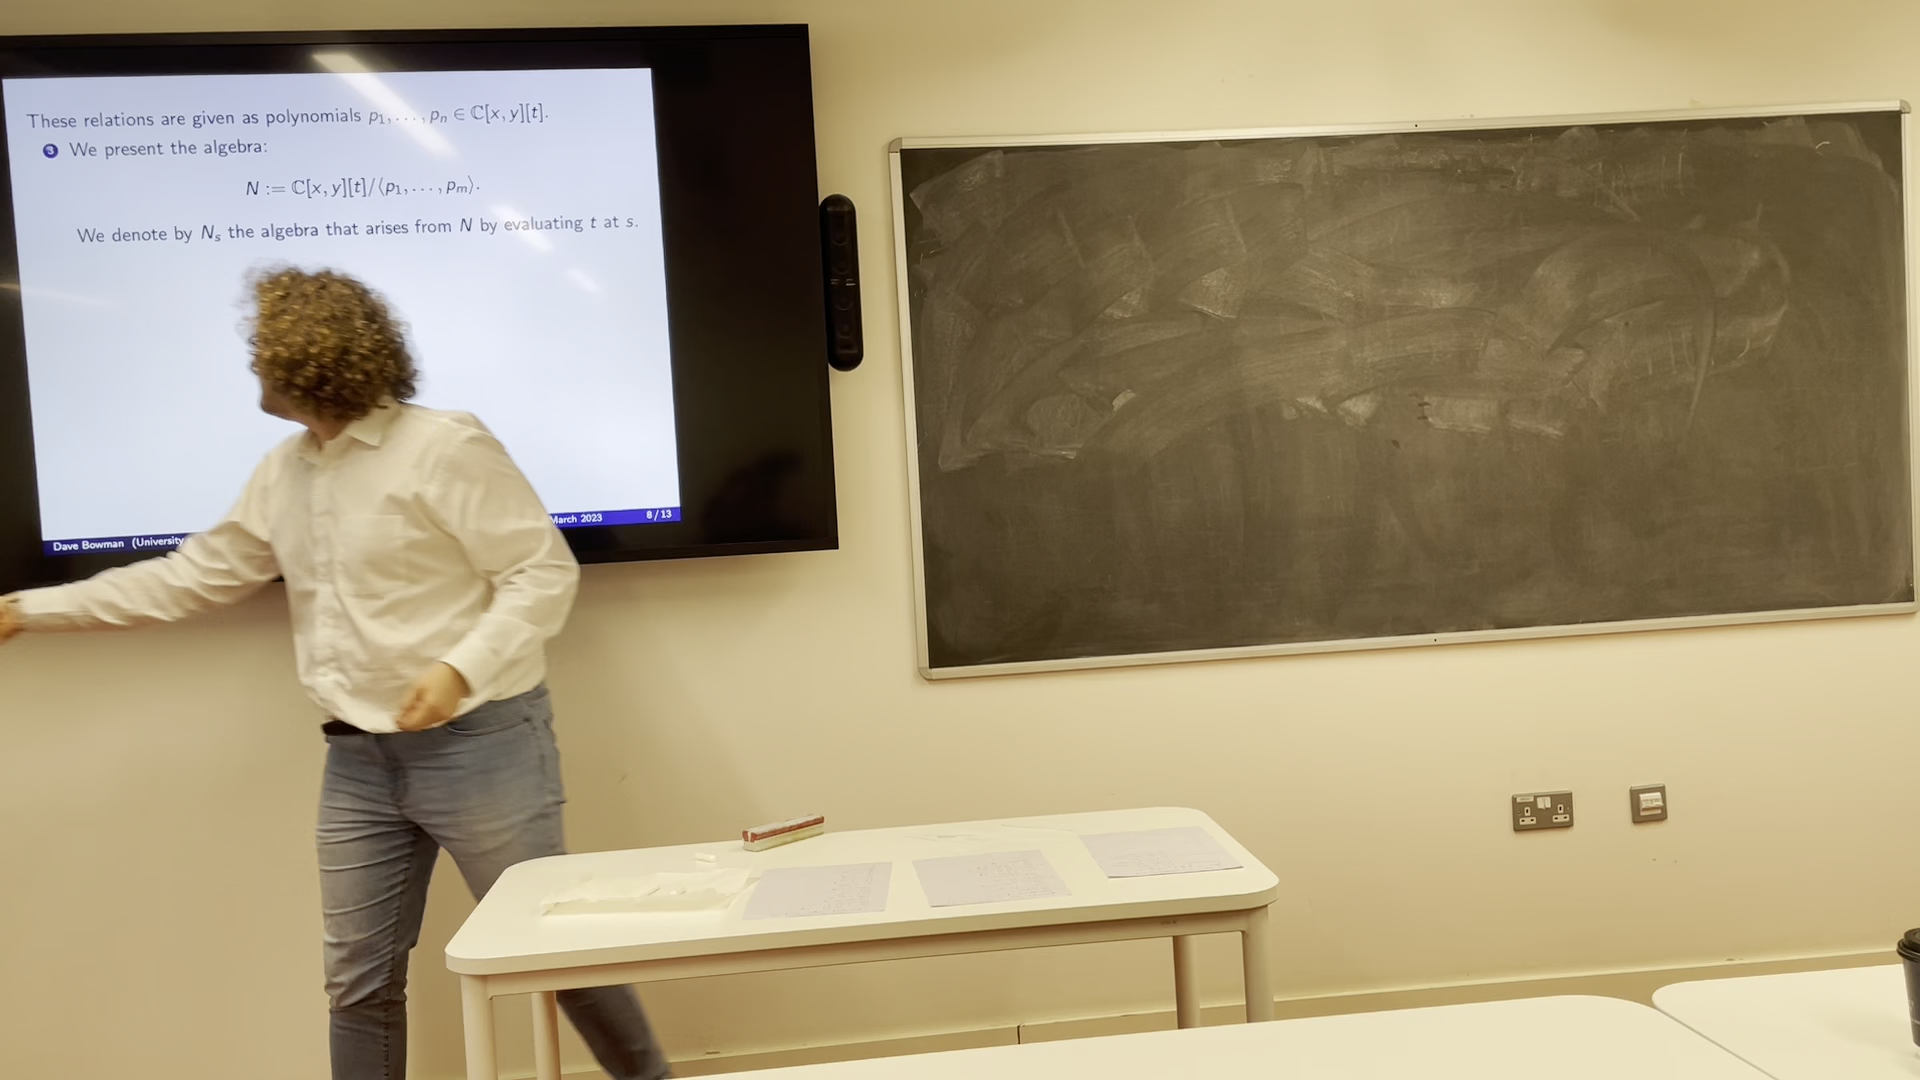 These relations are given as polynomials p₁, . . . , pₙ ∈ ℂ[x, y][t].
3 We present the algebra:
N := ℂ[x, y][t]/⟨p₁, . . . , pₘ⟩.
We denote by Nₛ the algebra that arises from N by evaluating t at s.
Dave Bowman (University March 2023 8 / 13